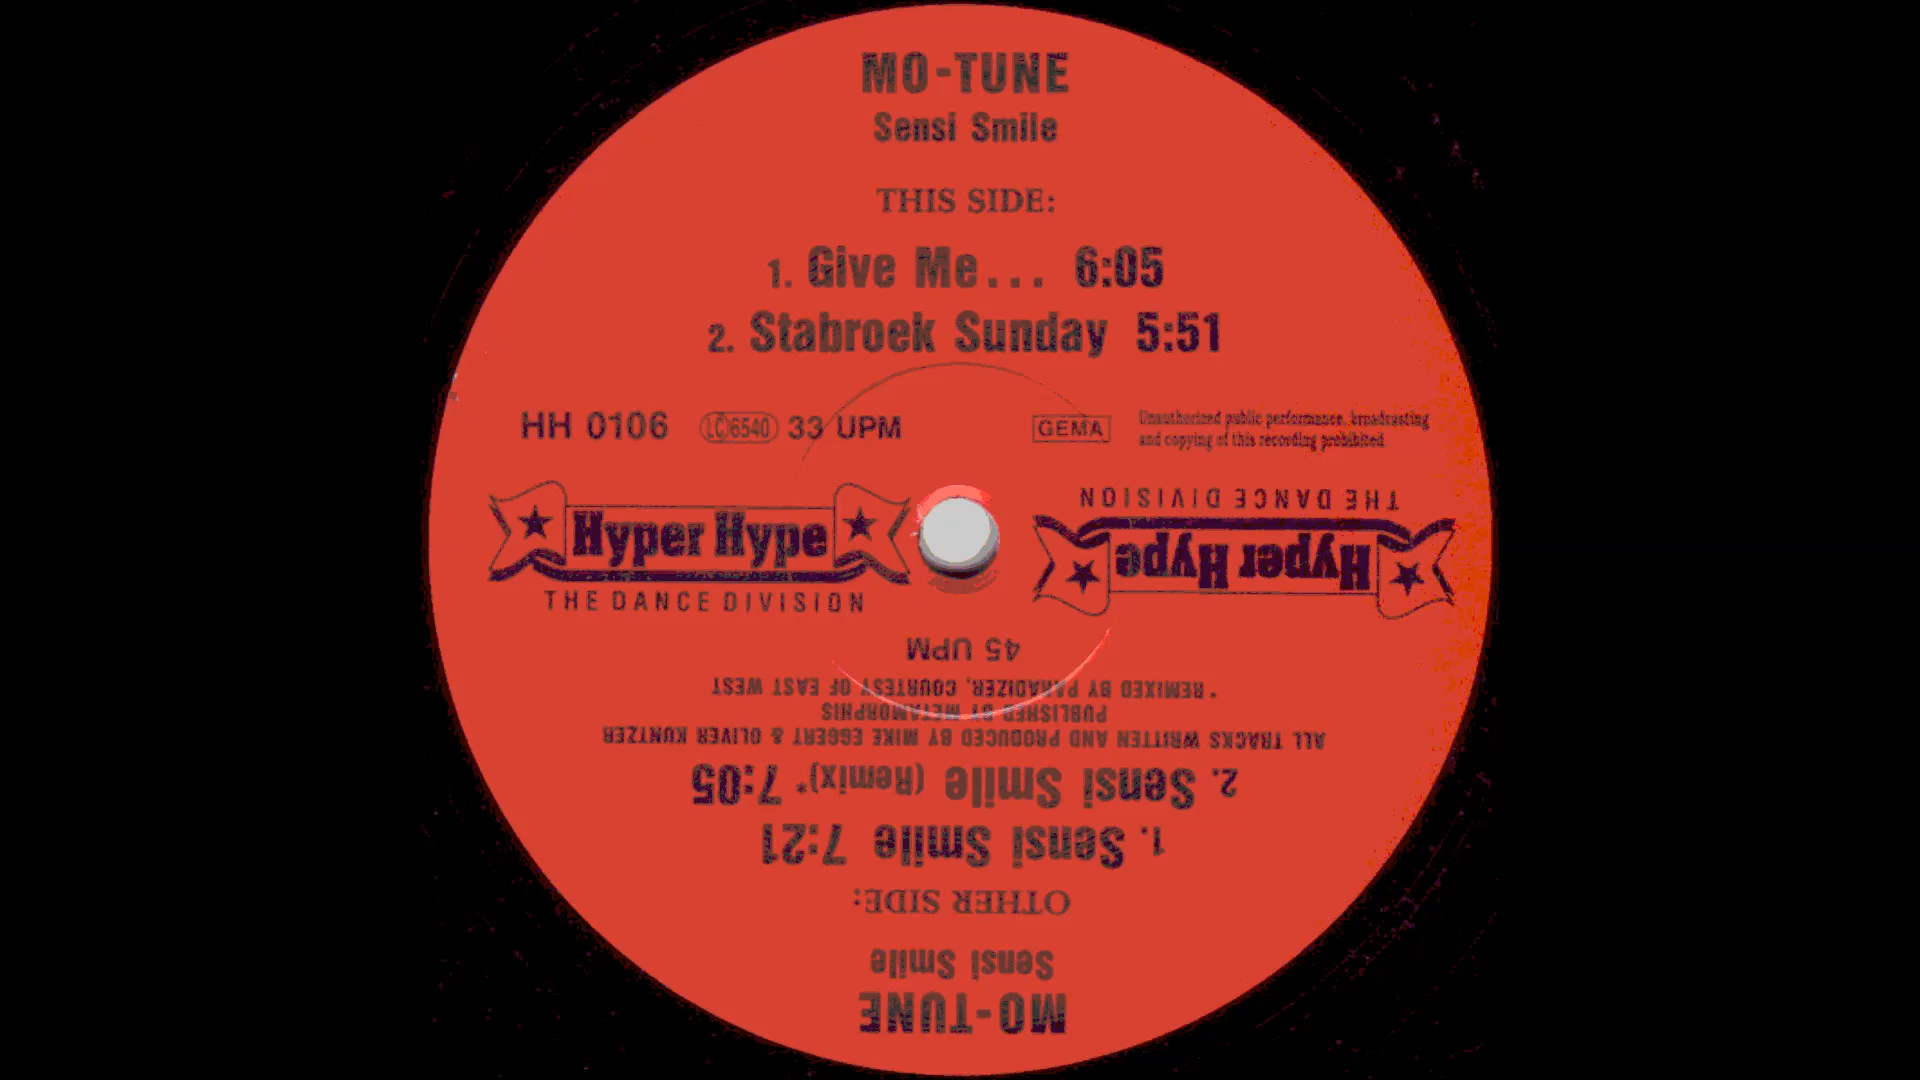 MO-TUNE
Sensi Smile
THIS SIDE:
1. Give Me... 6:05
2. Stabroek Sunday 5:51
HH 0106 LC 6540 33 UPM
GEMA
Unauthorized public performance, broadcasting
and copying of this recording prohibited
Hyper Hype
THE DANCE DIVISION
MO-TUNE
Sensi Smile
OTHER SIDE:
1. Sensi Smile 7:21
2. Sensi Smile (Remix)* 7:05
ALL TRACKS WRITTEN AND PRODUCED BY MIKE EGGERT & OLIVER KUNTZER
PUBLISHED BY METAMORPHIS
* REMIXED BY PARADIZER, COURTESY OF EAST WEST
45 UPM
Hyper Hype
THE DANCE DIVISION